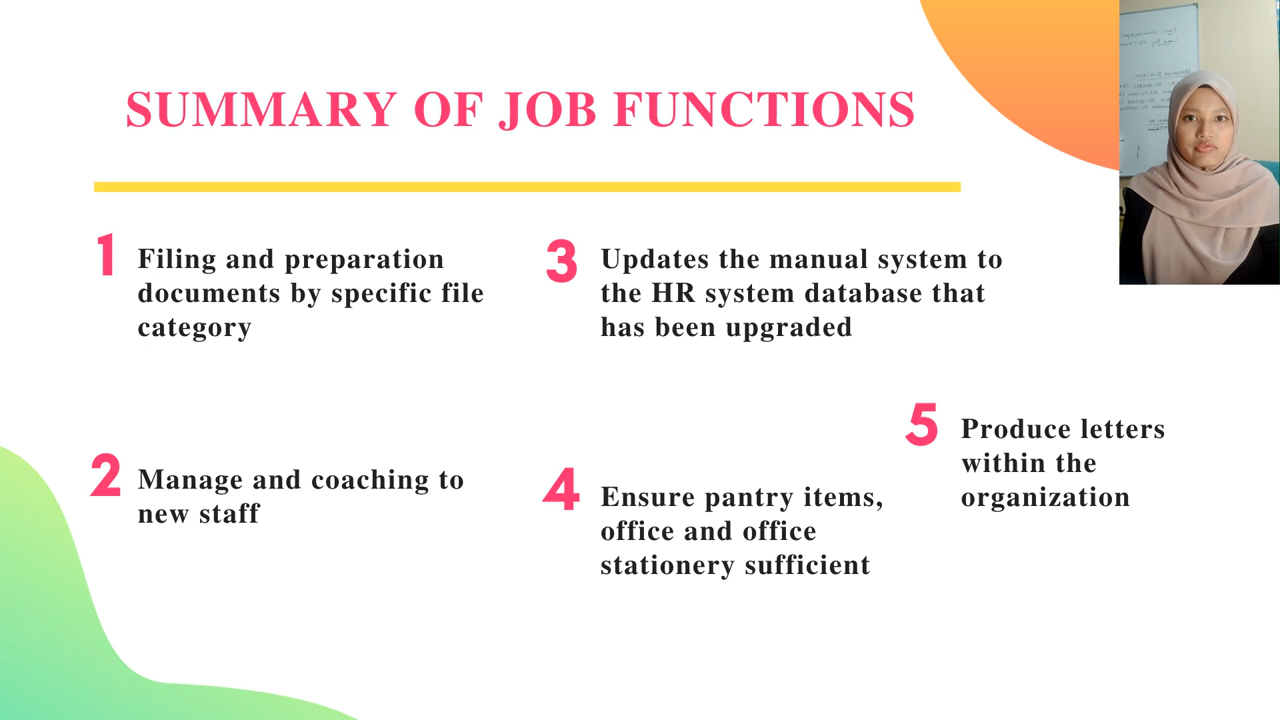 SUMMARY OF JOB FUNCTIONS
1
Filing and preparation
documents by specific file
category
2
Manage and coaching to
new staff
3
Updates the manual system to
the HR system database that
has been upgraded
4
Ensure pantry items,
office and office
stationery sufficient
5
Produce letters
within the
organization